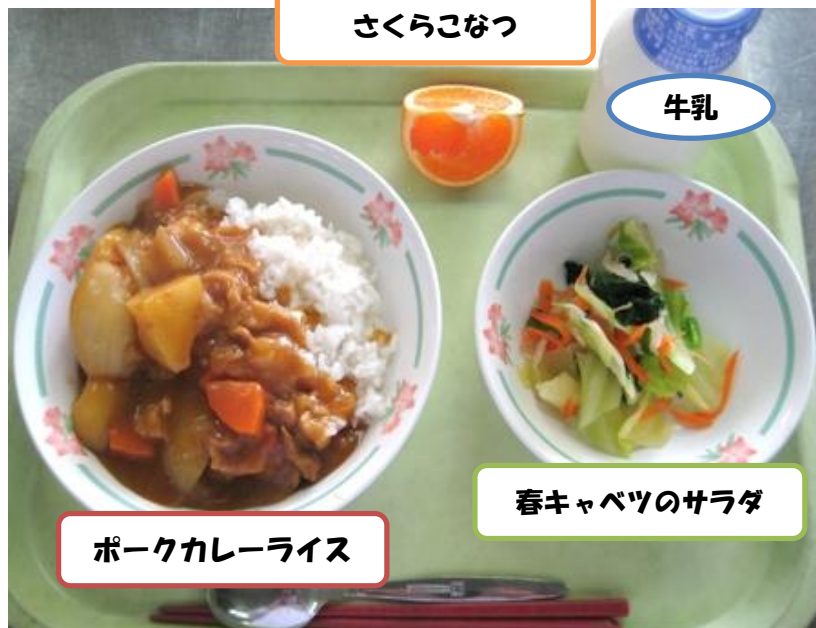 さくらこなつ
牛乳
春キャベツのサラダ
ポークカレーライス